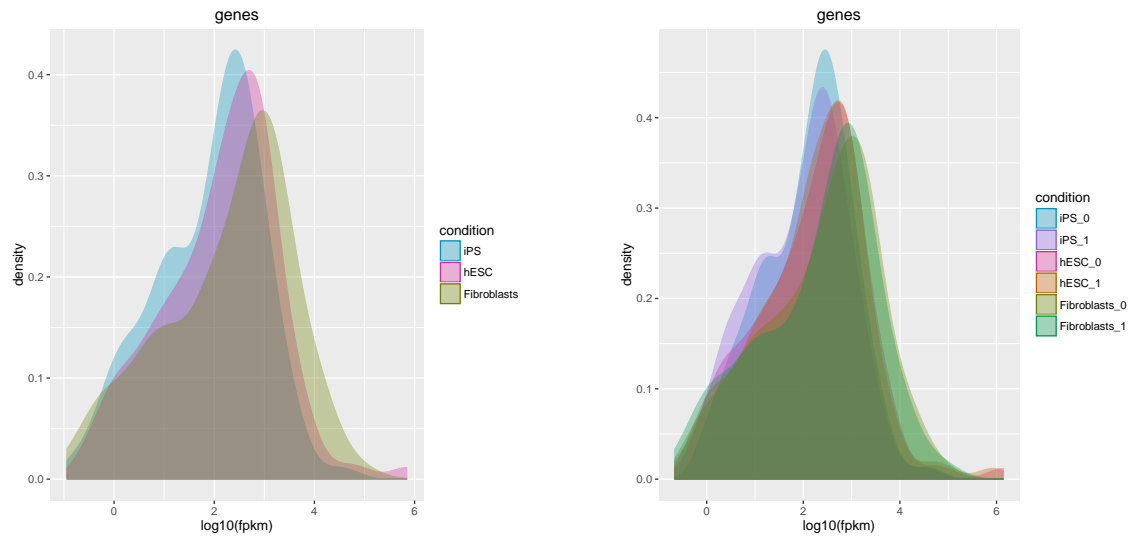 genes
0.4
0.3
0.2
0.1
0.0
density
0
2
4
6
log10(fpkm)
condition
iPS
hESC
Fibroblasts
genes
0.4
0.3
0.2
0.1
0.0
density
0
2
4
6
log10(fpkm)
condition
iPS_0
iPS_1
hESC_0
hESC_1
Fibroblasts_0
Fibroblasts_1